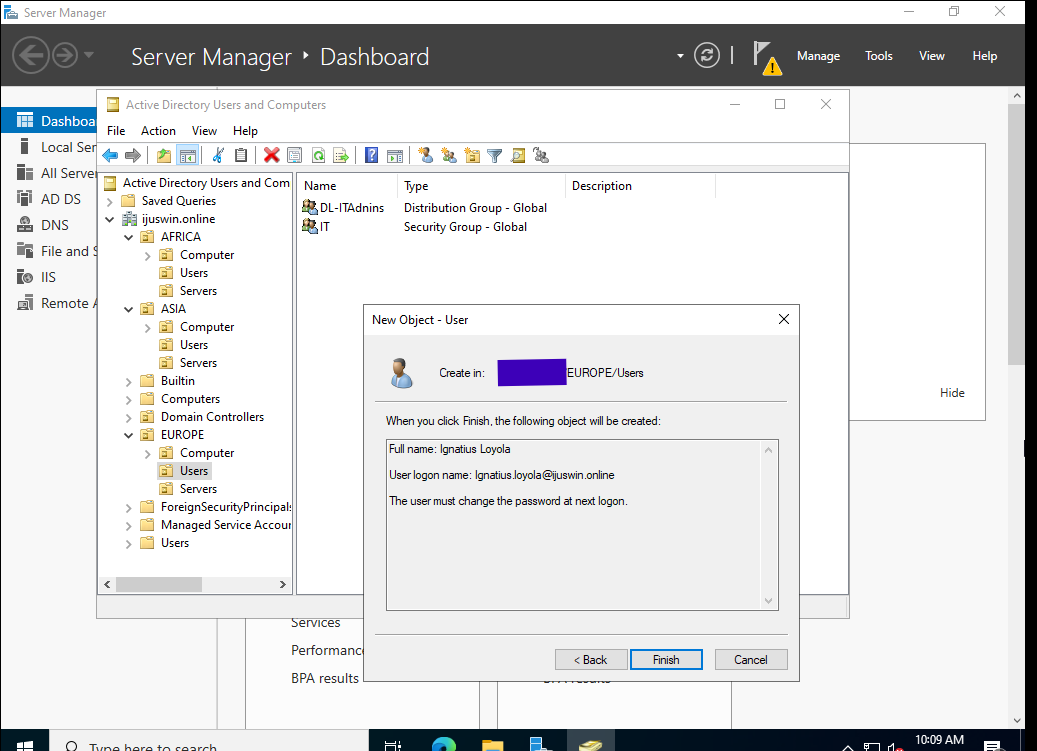 Server Manager
Server Manager ‣ Dashboard
Manage Tools View Help
Dashboa
Local Ser
All Server
AD DS
DNS
File and S
IIS
Remote A
Active Directory Users and Computers
File Action View Help
Active Directory Users and Com
Saved Queries
ijuswin.online
AFRICA
Computer
Users
Servers
ASIA
Computer
Users
Servers
Builtin
Computers
Domain Controllers
EUROPE
Computer
Users
Servers
ForeignSecurityPrincipals
Managed Service Accour
Users
Name Type Description
DL-ITAdnins Distribution Group - Global
IT Security Group - Global
New Object - User
Create in: EUROPE/Users
When you click Finish, the following object will be created:
Full name: Ignatius Loyola
User logon name: Ignatius.loyola@ijuswin.online
The user must change the password at next logon.
< Back Finish Cancel
Hide
Services
Performanc
BPA results
BPA results
Type here to search
10:09 AM